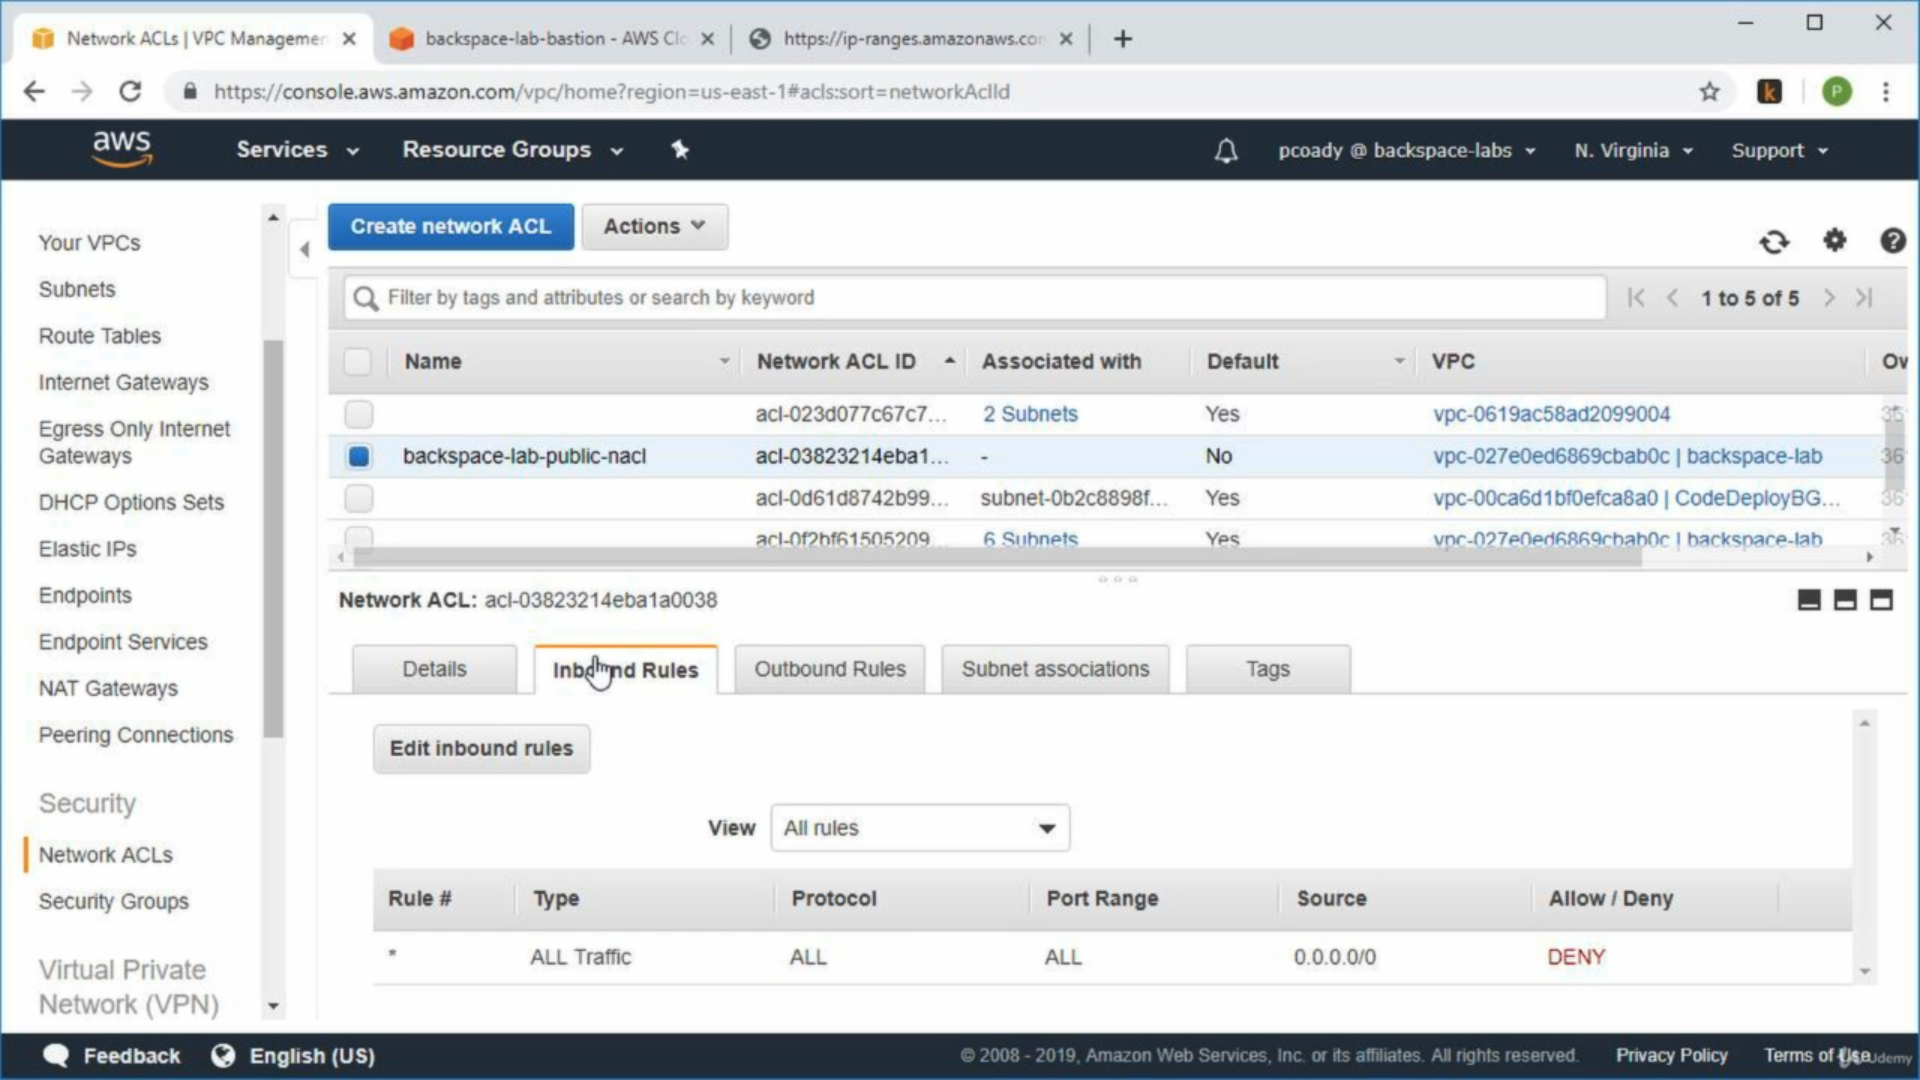 Network ACLs | VPC Managemen
backspace-lab-bastion - AWS Clo
https://ip-ranges.amazonaws.con
https://console.aws.amazon.com/vpc/home?region=us-east-1#acls:sort=networkAclId
k
P
aws
Services
Resource Groups
pcoady @ backspace-labs
N. Virginia
Support
Your VPCs
Subnets
Route Tables
Internet Gateways
Egress Only Internet
Gateways
DHCP Options Sets
Elastic IPs
Endpoints
Endpoint Services
NAT Gateways
Peering Connections
Security
Network ACLs
Security Groups
Virtual Private
Network (VPN)
Create network ACL
Actions
Filter by tags and attributes or search by keyword
1 to 5 of 5
Name Network ACL ID Associated with Default VPC Ow
acl-023d077c67c7... 2 Subnets Yes vpc-0619ac58ad2099004
backspace-lab-public-nacl acl-03823214eba1... - No vpc-027e0ed6869cbab0c | backspace-lab 36
acl-0d61d8742b99... subnet-0b2c8898f... Yes vpc-00ca6d1bf0efca8a0 | CodeDeployBG... 36
acl-0f2bf61505209... 6 Subnets Yes vpc-027e0ed6869cbab0c | backspace-lab
Network ACL: acl-03823214eba1a0038
Details
Inbound Rules
Outbound Rules
Subnet associations
Tags
Edit inbound rules
View All rules
Rule # Type Protocol Port Range Source Allow / Deny
* ALL Traffic ALL ALL 0.0.0.0/0 DENY
Feedback
English (US)
© 2008 - 2019, Amazon Web Services, Inc. or its affiliates. All rights reserved.
Privacy Policy
Terms of Use
Udemy